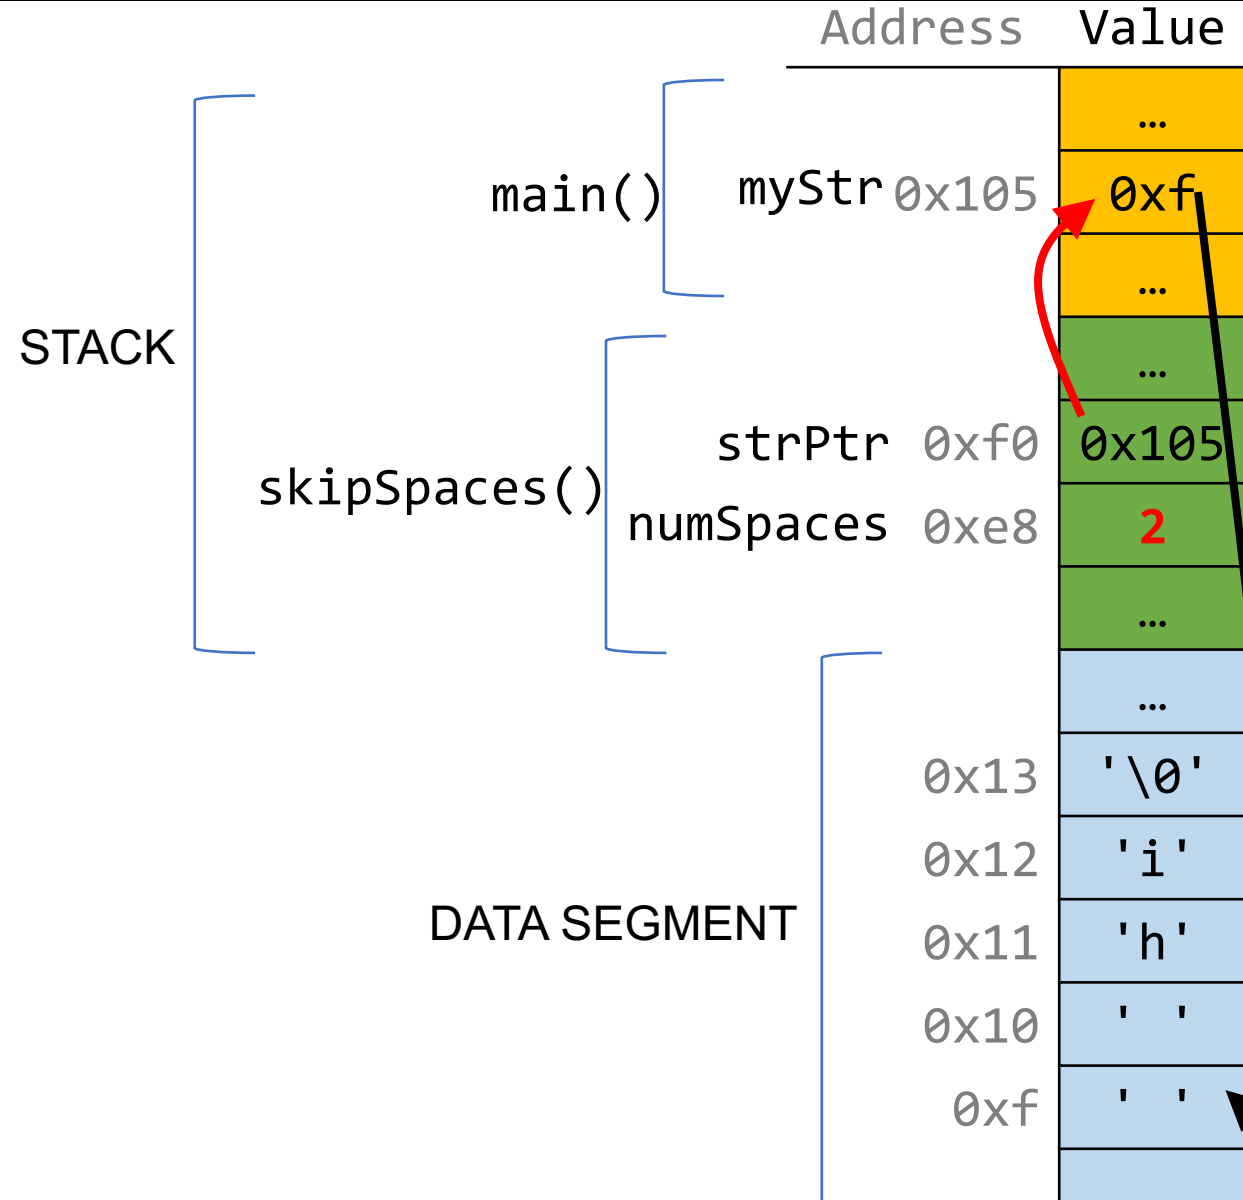 Address Value
…
main() myStr 0x105 0xf
…
STACK
…
strPtr 0xf0 0x105
skipSpaces()
numSpaces 0xe8 2
…
…
0x13 '\0'
0x12 'i'
DATA SEGMENT
0x11 'h'
0x10 ' '
0xf ' '